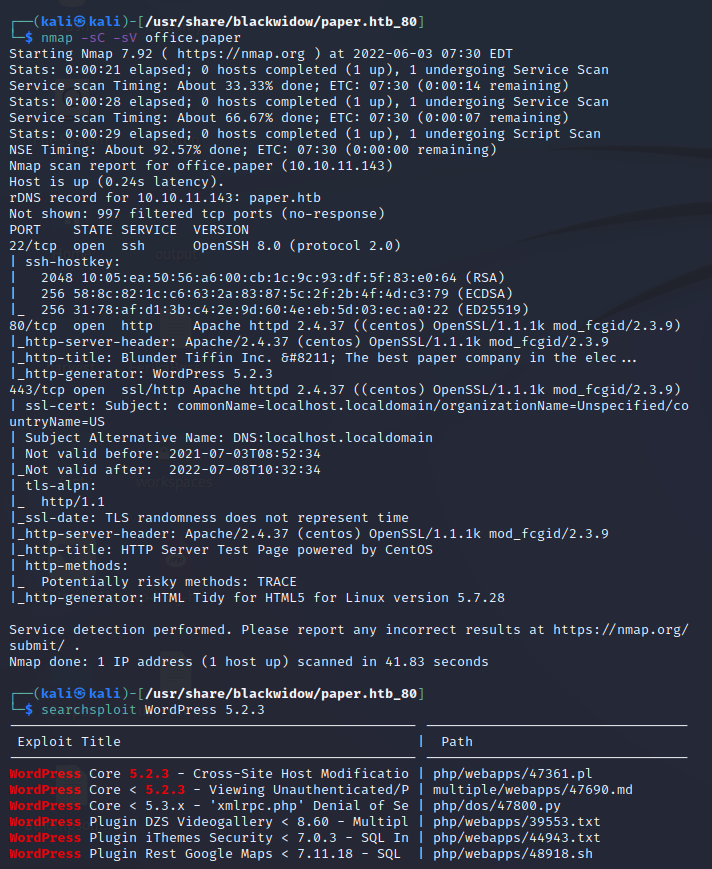 ┌──(kali㉿kali)-[/usr/share/blackwidow/paper.htb_80]
└─$ nmap -sC -sV office.paper
Starting Nmap 7.92 ( https://nmap.org ) at 2022-06-03 07:30 EDT
Stats: 0:00:21 elapsed; 0 hosts completed (1 up), 1 undergoing Service Scan
Service scan Timing: About 33.33% done; ETC: 07:30 (0:00:14 remaining)
Stats: 0:00:28 elapsed; 0 hosts completed (1 up), 1 undergoing Service Scan
Service scan Timing: About 66.67% done; ETC: 07:30 (0:00:07 remaining)
Stats: 0:00:29 elapsed; 0 hosts completed (1 up), 1 undergoing Script Scan
NSE Timing: About 92.57% done; ETC: 07:30 (0:00:00 remaining)
Nmap scan report for office.paper (10.10.11.143)
Host is up (0.24s latency).
rDNS record for 10.10.11.143: paper.htb
Not shown: 997 filtered tcp ports (no-response)
PORT    STATE SERVICE  VERSION
22/tcp  open  ssh      OpenSSH 8.0 (protocol 2.0)
| ssh-hostkey:
|   2048 10:05:ea:50:56:a6:00:cb:1c:9c:93:df:5f:83:e0:64 (RSA)
|   256 58:8c:82:1c:c6:63:2a:83:87:5c:2f:2b:4f:4d:c3:79 (ECDSA)
|_  256 31:78:af:d1:3b:c4:2e:9d:60:4e:eb:5d:03:ec:a0:22 (ED25519)
80/tcp  open  http     Apache httpd 2.4.37 ((centos) OpenSSL/1.1.1k mod_fcgid/2.3.9)
|_http-server-header: Apache/2.4.37 (centos) OpenSSL/1.1.1k mod_fcgid/2.3.9
|_http-title: Blunder Tiffin Inc. &#8211; The best paper company in the elec...
|_http-generator: WordPress 5.2.3
443/tcp open  ssl/http Apache httpd 2.4.37 ((centos) OpenSSL/1.1.1k mod_fcgid/2.3.9)
| ssl-cert: Subject: commonName=localhost.localdomain/organizationName=Unspecified/co
untryName=US
| Subject Alternative Name: DNS:localhost.localdomain
| Not valid before: 2021-07-03T08:52:34
|_Not valid after:  2022-07-08T10:32:34
| tls-alpn:
|_  http/1.1
|_ssl-date: TLS randomness does not represent time
|_http-server-header: Apache/2.4.37 (centos) OpenSSL/1.1.1k mod_fcgid/2.3.9
|_http-title: HTTP Server Test Page powered by CentOS
| http-methods:
|_  Potentially risky methods: TRACE
|_http-generator: HTML Tidy for HTML5 for Linux version 5.7.28
Service detection performed. Please report any incorrect results at https://nmap.org/
submit/ .
Nmap done: 1 IP address (1 host up) scanned in 41.83 seconds
┌──(kali㉿kali)-[/usr/share/blackwidow/paper.htb_80]
└─$ searchsploit WordPress 5.2.3
Exploit Title | Path
WordPress Core 5.2.3 - Cross-Site Host Modificatio | php/webapps/47361.pl
WordPress Core < 5.2.3 - Viewing Unauthenticated/P | multiple/webapps/47690.md
WordPress Core < 5.3.x - 'xmlrpc.php' Denial of Se | php/dos/47800.py
WordPress Plugin DZS Videogallery < 8.60 - Multipl | php/webapps/39553.txt
WordPress Plugin iThemes Security < 7.0.3 - SQL In | php/webapps/44943.txt
WordPress Plugin Rest Google Maps < 7.11.18 - SQL | php/webapps/48918.sh